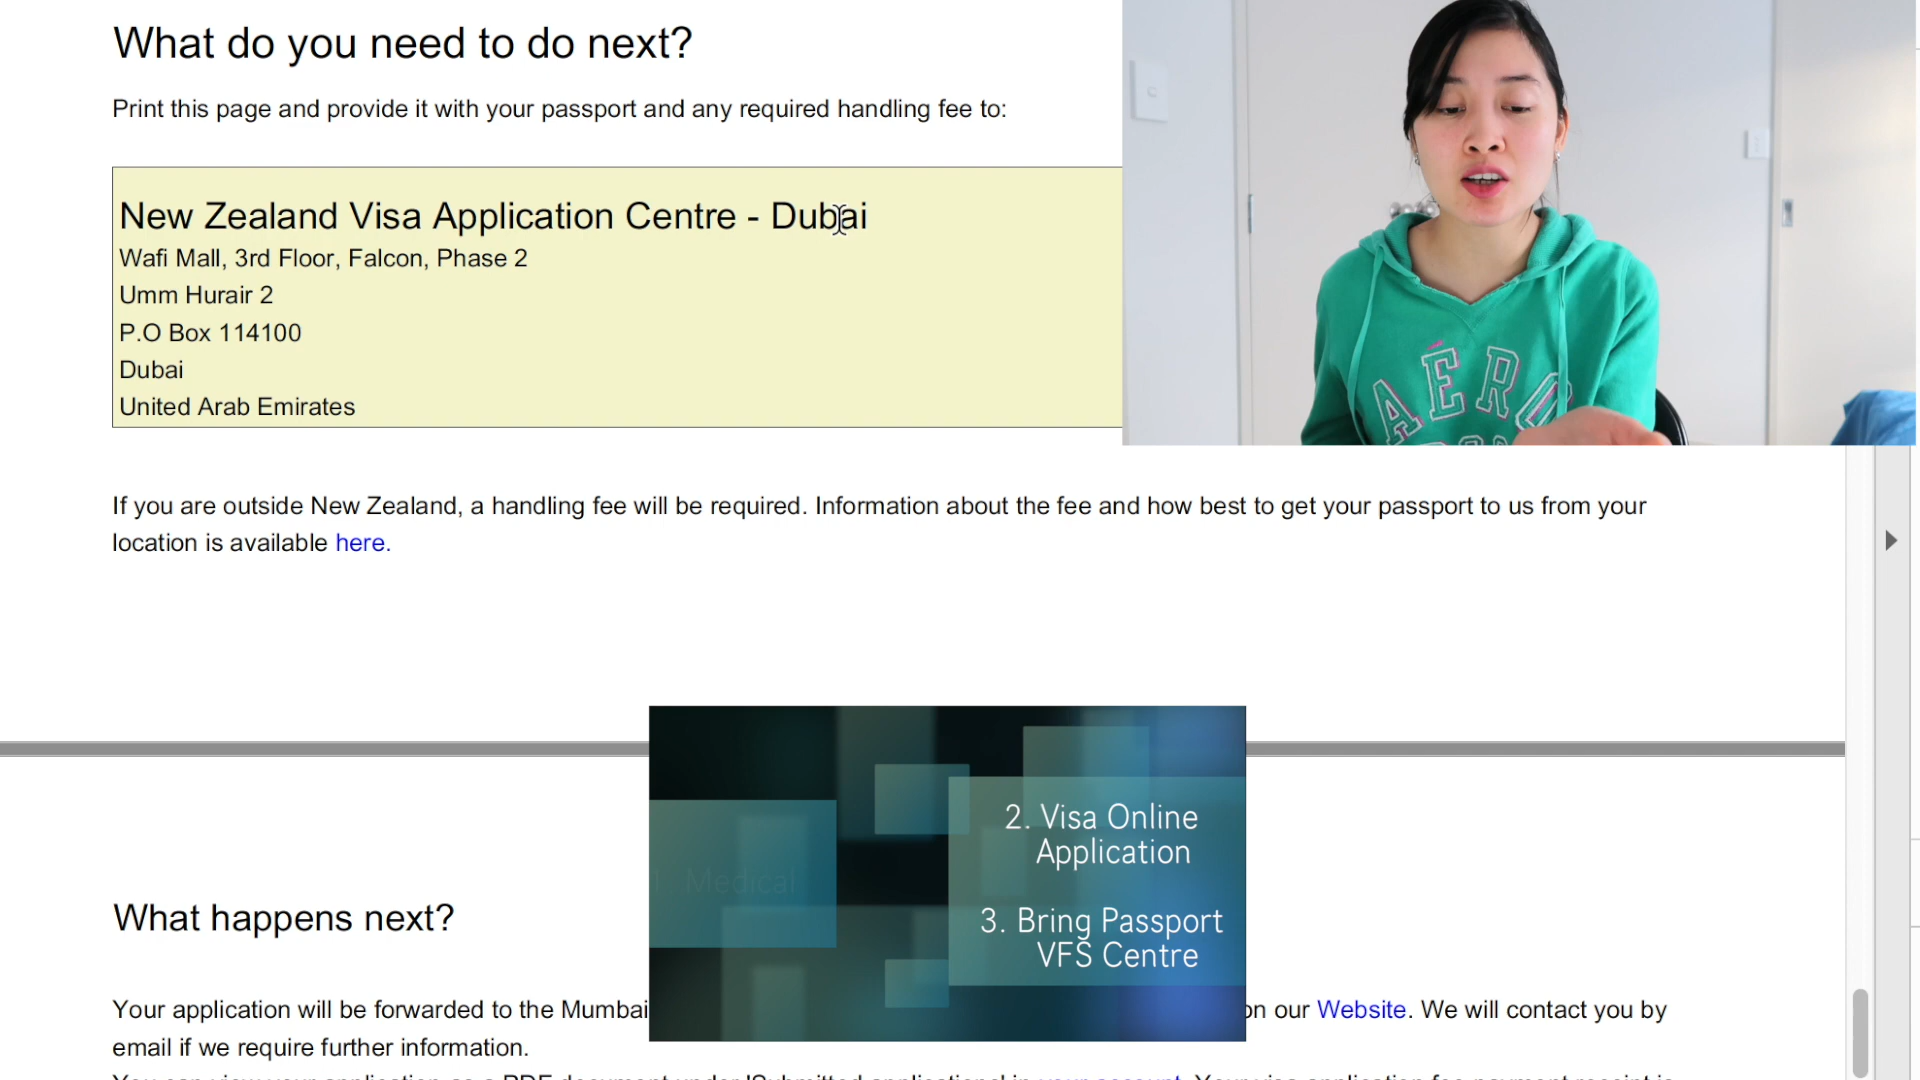 What do you need to do next?
Print this page and provide it with your passport and any required handling fee to:
New Zealand Visa Application Centre - Dubai
Wafi Mall, 3rd Floor, Falcon, Phase 2
Umm Hurair 2
P.O Box 114100
Dubai
United Arab Emirates
AÉRO
If you are outside New Zealand, a handling fee will be required. Information about the fee and how best to get your passport to us from your
location is available here.
2. Visa Online
Application
Medical
3. Bring Passport
VFS Centre
What happens next?
Your application will be forwarded to the Mumbai
on our Website. We will contact you by
email if we require further information.